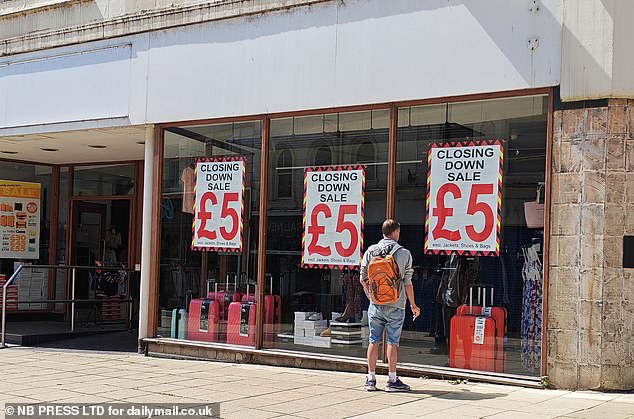 SALE
CLOSING
DOWN
SALE
£5
excl. Jackets, Shoes & Bags
CLOSING
DOWN
SALE
£5
excl. Jackets, Shoes & Bags
CLOSING
DOWN
SALE
£5
excl. Jackets, Shoes & Bags
© NB PRESS LTD for dailymail.co.uk